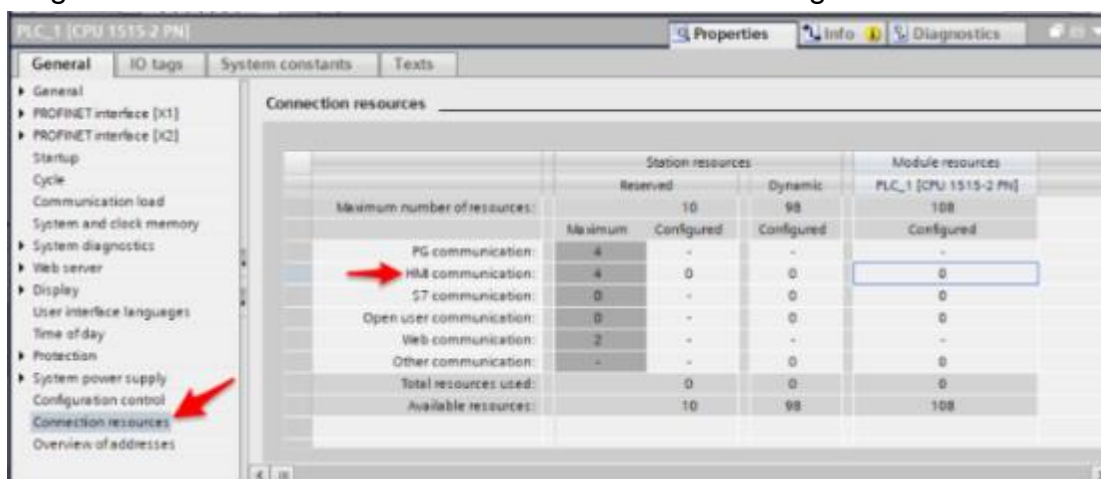 PLC_1 [CPU 1515-2 PN]
Properties Info Diagnostics
General IO tags System constants Texts
General
PROFINET interface [X1]
PROFINET interface [X2]
Startup
Cycle
Communication load
System and clock memory
System diagnostics
Web server
Display
User interface languages
Time of day
Protection
System power supply
Configuration control
Connection resources
Overview of addresses
Connection resources
Station resources Module resources
Reserved Dynamic PLC_1 [CPU 1515-2 PN]
Maximum number of resources: 10 98 108
Maximum Configured Configured Configured
PG communication: 4 - - -
HMI communication: 4 0 0 0
S7 communication: 0 - 0 0
Open user communication: 0 - 0 0
Web communication: 2 - - -
Other communication: - - 0 0
Total resources used: 0 0 0
Available resources: 10 98 108